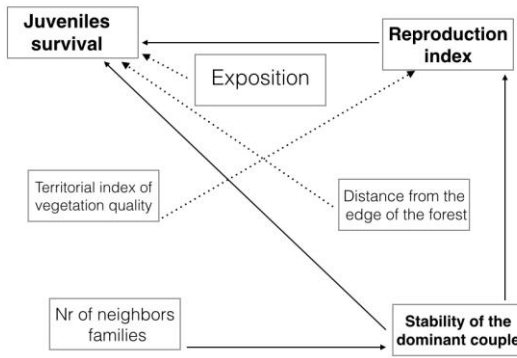 Juveniles
survival
Reproduction
index
Exposition
Territorial index of
vegetation quality
Distance from the
edge of the forest
Nr of neighbors
families
Stability of the
dominant couple